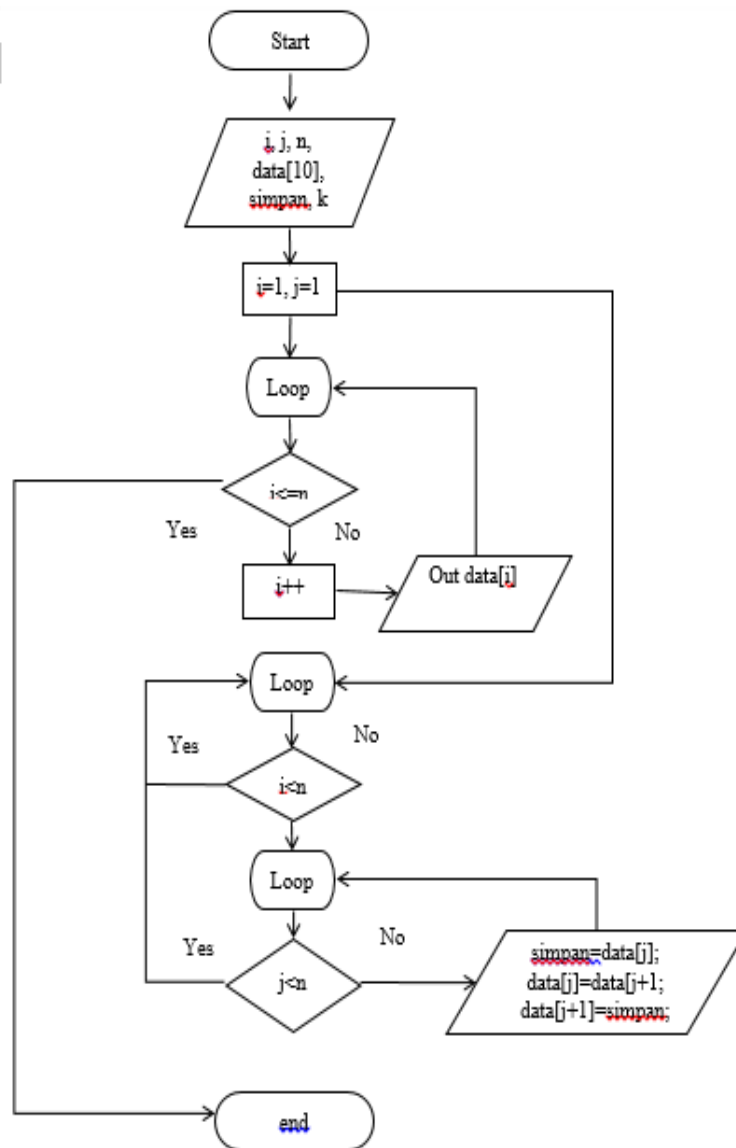 Start
i, j, n,
data[10],
simpan, k
i=1, j=1
Loop
i<=n
Yes
No
i++
Out data[i]
Loop
No
Yes
i<n
Loop
Yes
No
j<n
simpan=data[j];
data[j]=data[j+1;
data[j+1]=simpan;
end